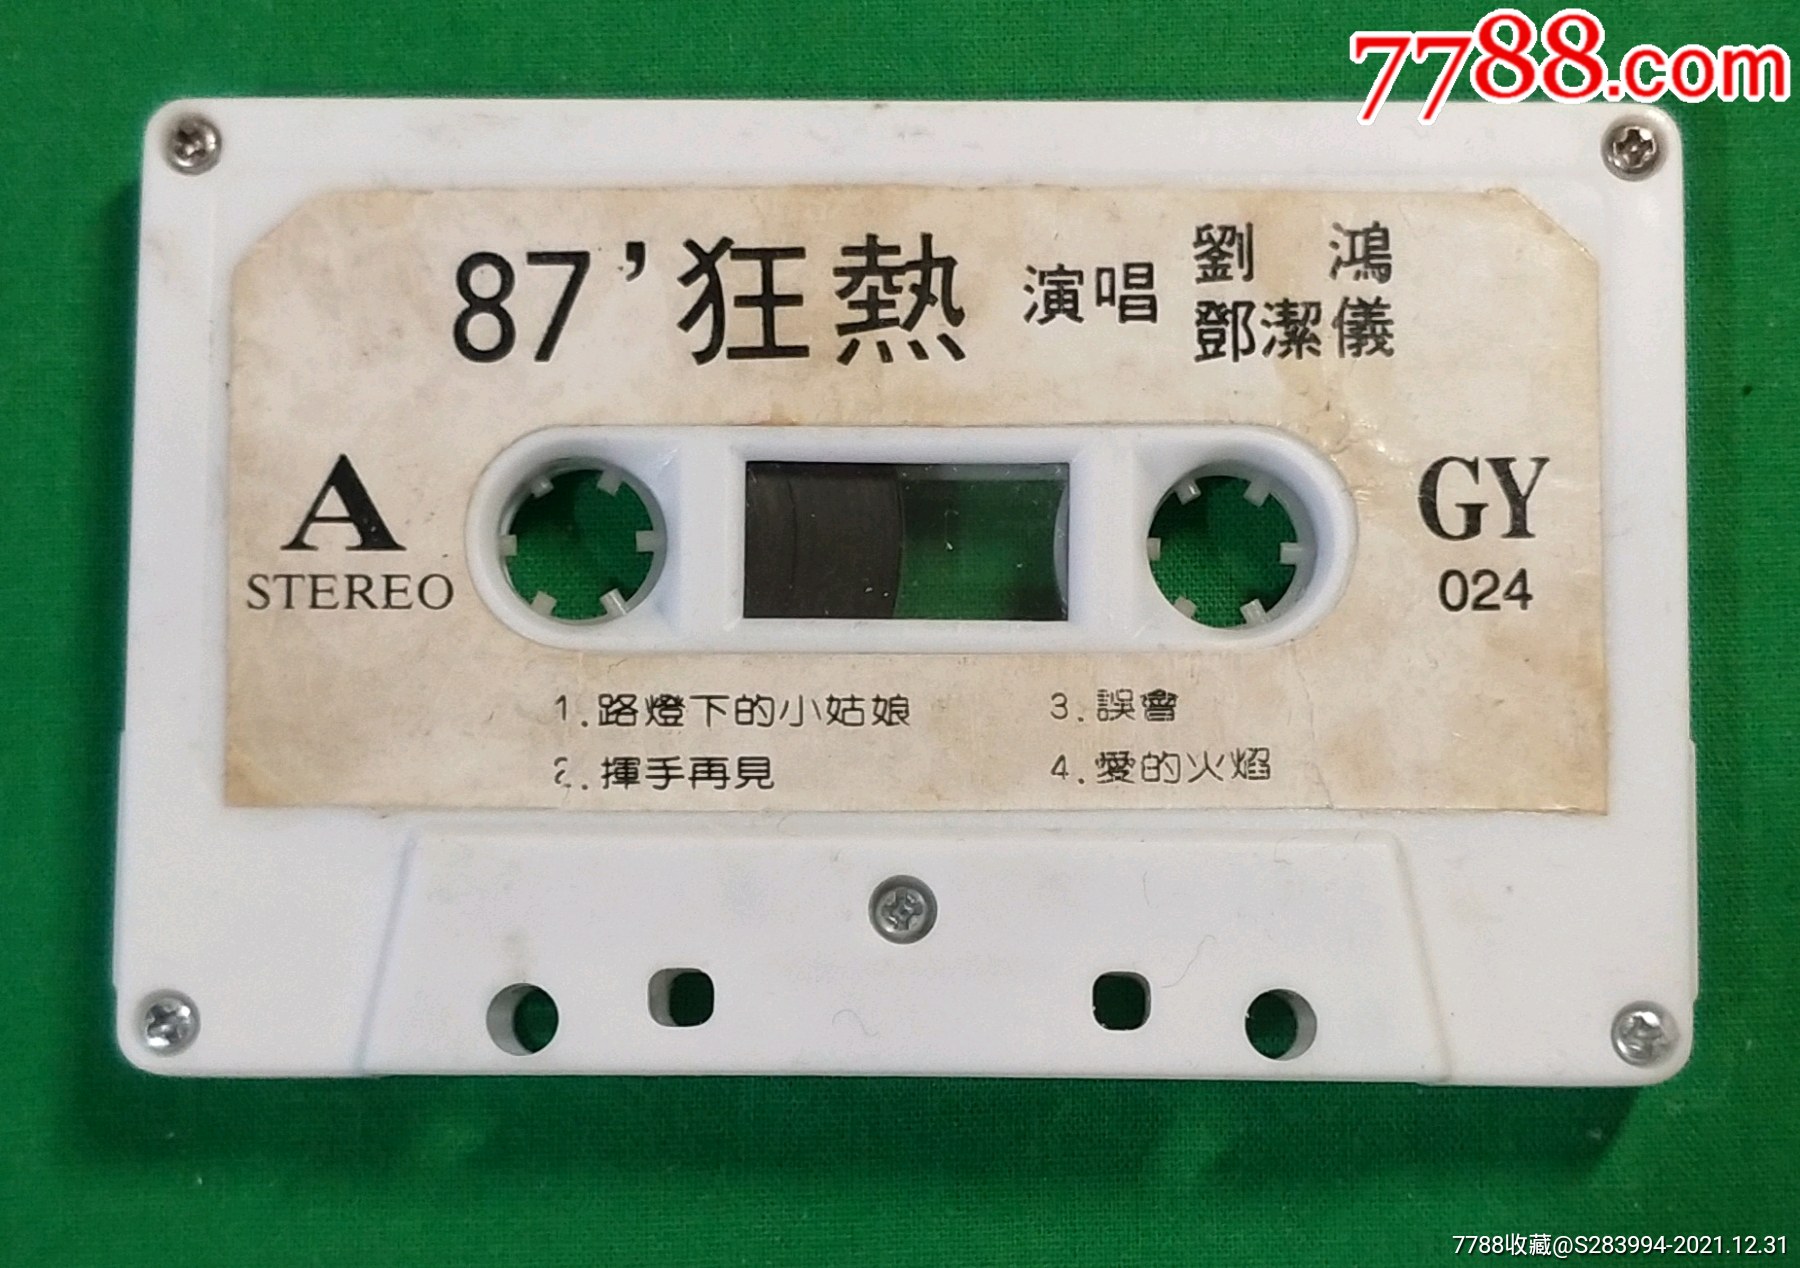 7788.com
87'狂熱 演唱 劉 鴻
鄧潔儀
A
STEREO
GY
024
1.路燈下的小姑娘
2.揮手再見
3.誤會
4.愛的火焰
7788收藏@S283994-2021.12.31